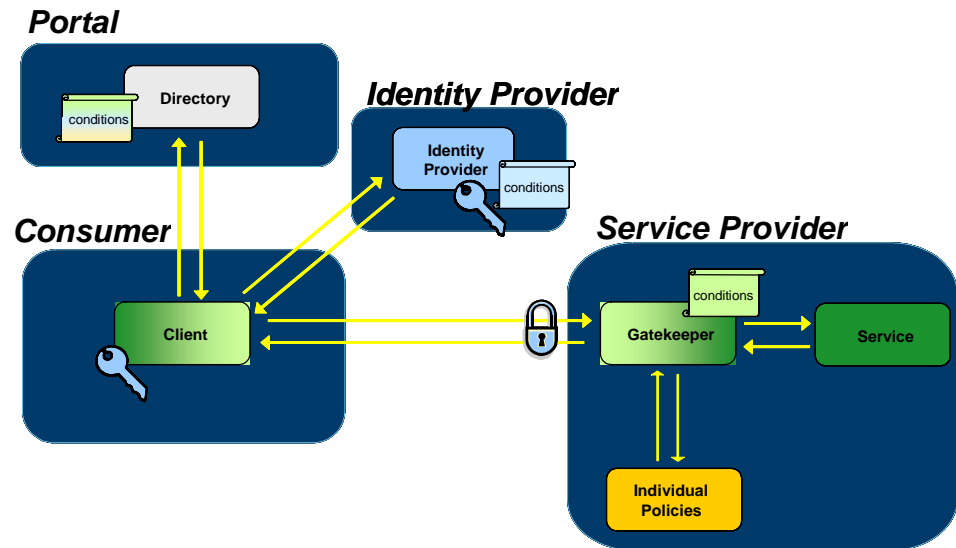 Portal
Directory
conditions
Identity Provider
Identity
Provider
conditions
Consumer
Client
Service Provider
conditions
Gatekeeper
Service
Individual
Policies